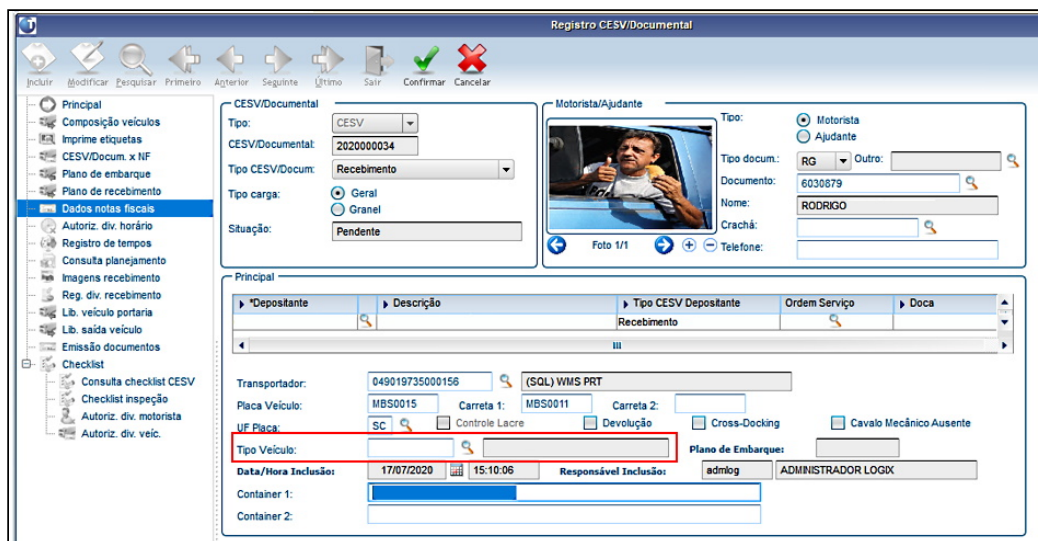 Registro CESV/Documental
Incluir Modificar Pesquisar Primeiro Anterior Seguinte Último Sair Confirmar Cancelar
Principal
Composição veículos
Imprime etiquetas
CESV/Docum. x NF
Plano de embarque
Plano de recebimento
Dados notas fiscais
Autoriz. div. horário
Registro de tempos
Consulta planejamento
Imagens recebimento
Reg. div. recebimento
Lib. veículo portaria
Lib. saída veículo
Emissão documentos
Checklist
Consulta checklist CESV
Checklist inspeção
Autoriz. div. motorista
Autoriz. div. veíc.
CESV/Documental
Tipo: CESV
CESV/Documental: 2020000034
Tipo CESV/Docum: Recebimento
Tipo carga: Geral
Granel
Situação: Pendente
Motorista/Ajudante
Foto 1/1
Tipo: Motorista
Ajudante
Tipo docum.: RG Outro:
Documento: 6030879
Nome: RODRIGO
Crachá:
Telefone:
Principal
*Depositante Descrição Tipo CESV Depositante Ordem Serviço Doca
Recebimento
Transportador: 049019735000156 (SQL) WMS PRT
Placa Veículo: MBS0015 Carreta 1: MBS0011 Carreta 2:
UF Placa: SC Controle Lacre Devolução Cross-Docking Cavalo Mecânico Ausente
Tipo Veículo: Plano de Embarque:
Data/Hora Inclusão: 17/07/2020 15:10:06 Responsável Inclusão: admlog ADMINISTRADOR LOGIX
Container 1:
Container 2: